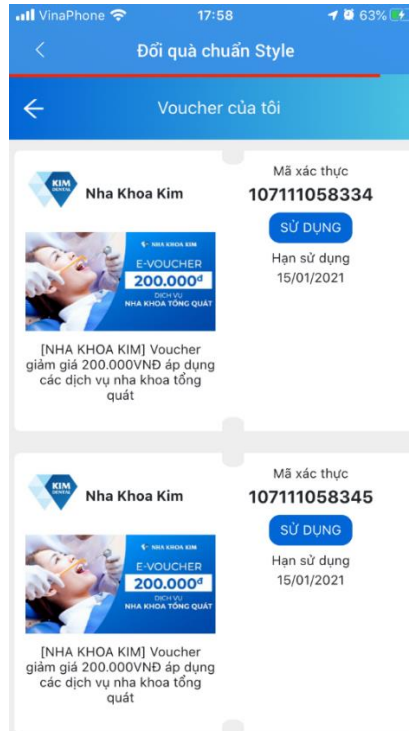 VinaPhone 17:58 63%
Đổi quà chuẩn Style
Voucher của tôi
KIM
DENTAL
Nha Khoa Kim
NHA KHOA KIM
E-VOUCHER
200.000đ
DỊCH VỤ
NHA KHOA TỔNG QUÁT
[NHA KHOA KIM] Voucher
giảm giá 200.000VNĐ áp dụng
các dịch vụ nha khoa tổng
quát
Mã xác thực
107111058334
SỬ DỤNG
Hạn sử dụng
15/01/2021
KIM
DENTAL
Nha Khoa Kim
NHA KHOA KIM
E-VOUCHER
200.000đ
DỊCH VỤ
NHA KHOA TỔNG QUÁT
[NHA KHOA KIM] Voucher
giảm giá 200.000VNĐ áp dụng
các dịch vụ nha khoa tổng
quát
Mã xác thực
107111058345
SỬ DỤNG
Hạn sử dụng
15/01/2021